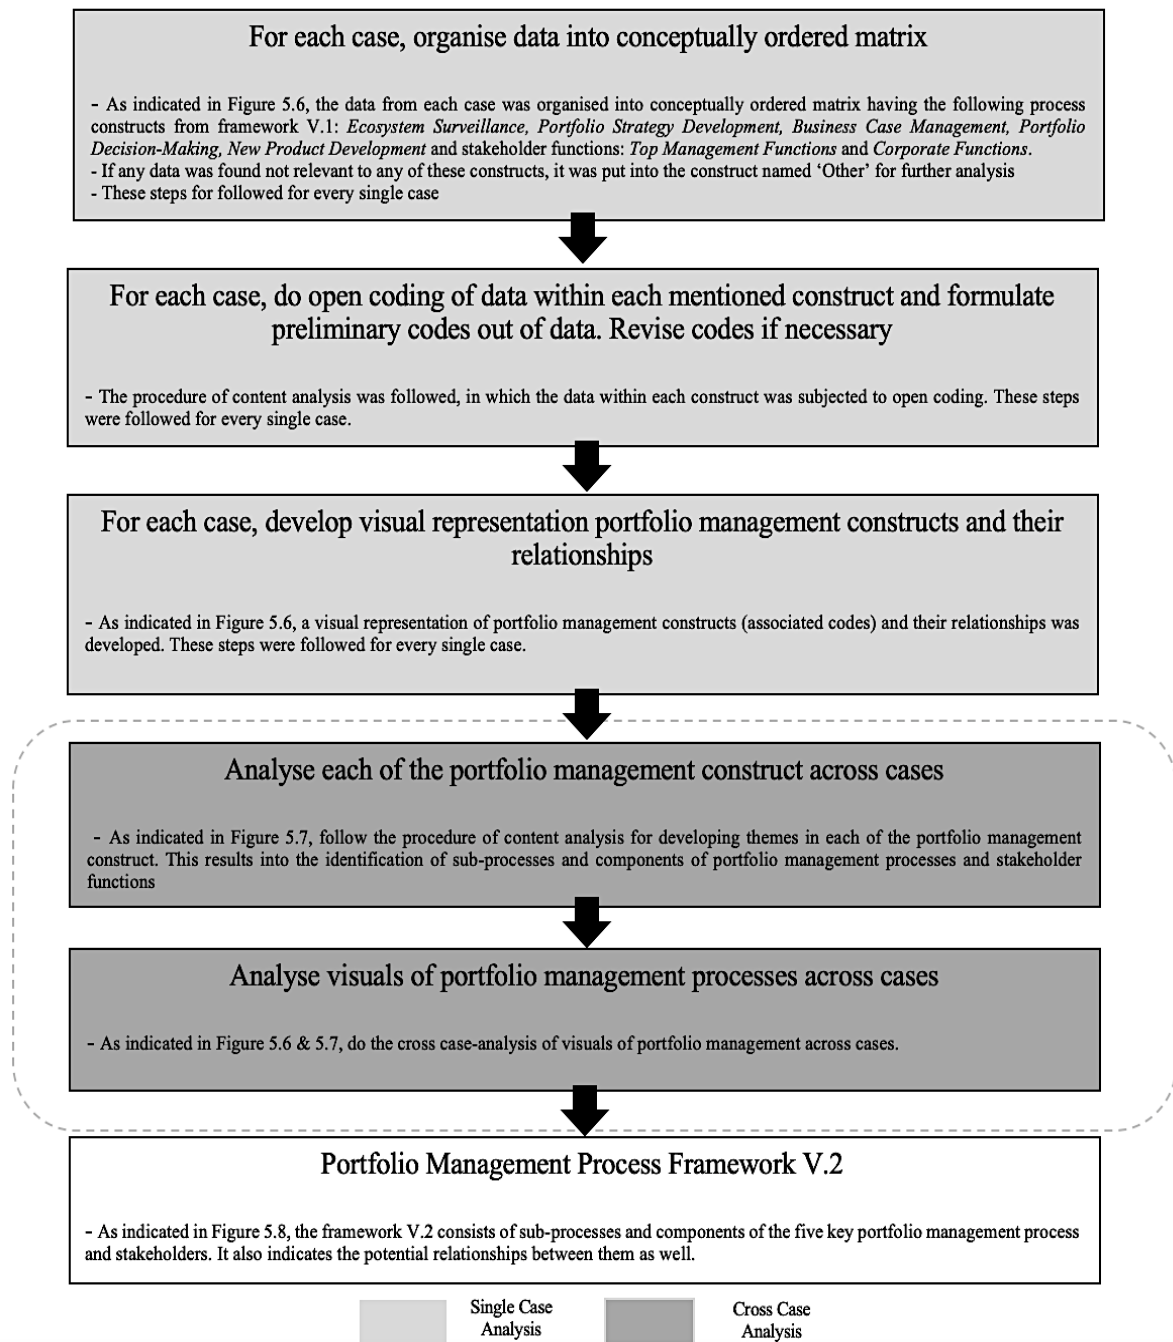 For each case, organise data into conceptually ordered matrix
- As indicated in Figure 5.6, the data from each case was organised into conceptually ordered matrix having the following process
constructs from framework V.1: Ecosystem Surveillance, Portfolio Strategy Development, Business Case Management, Portfolio
Decision-Making, New Product Development and stakeholder functions: Top Management Functions and Corporate Functions.
- If any data was found not relevant to any of these constructs, it was put into the construct named ‘Other’ for further analysis
- These steps for followed for every single case
For each case, do open coding of data within each mentioned construct and formulate
preliminary codes out of data. Revise codes if necessary
- The procedure of content analysis was followed, in which the data within each construct was subjected to open coding. These steps
were followed for every single case.
For each case, develop visual representation portfolio management constructs and their
relationships
- As indicated in Figure 5.6, a visual representation of portfolio management constructs (associated codes) and their relationships was
developed. These steps were followed for every single case.
Analyse each of the portfolio management construct across cases
- As indicated in Figure 5.7, follow the procedure of content analysis for developing themes in each of the portfolio management
construct. This results into the identification of sub-processes and components of portfolio management processes and stakeholder
functions
Analyse visuals of portfolio management processes across cases
- As indicated in Figure 5.6 & 5.7, do the cross case-analysis of visuals of portfolio management across cases.
Portfolio Management Process Framework V.2
- As indicated in Figure 5.8, the framework V.2 consists of sub-processes and components of the five key portfolio management process
and stakeholders. It also indicates the potential relationships between them as well.
Single Case
Analysis
Cross Case
Analysis